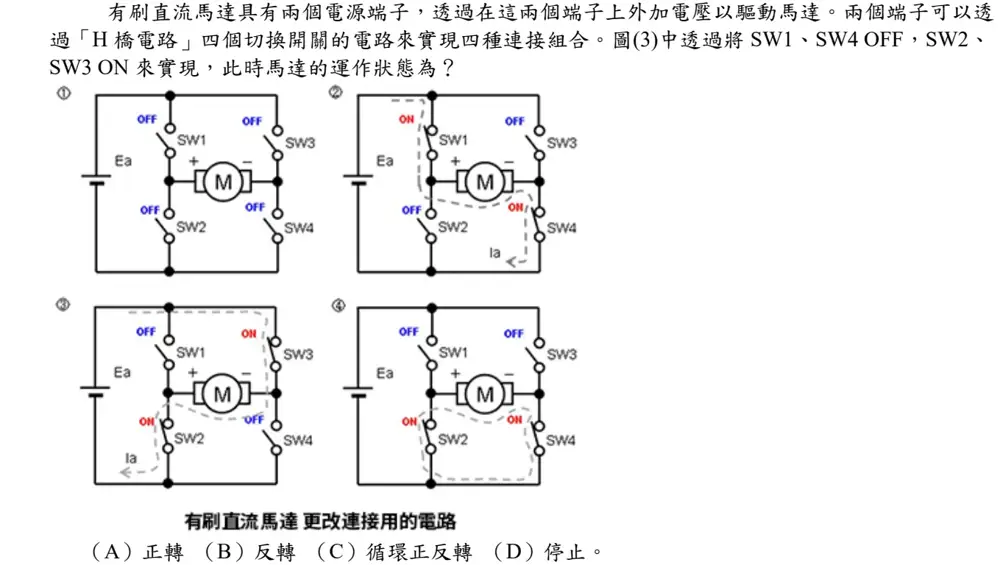 有刷直流馬達具有兩個電源端子，透過在這兩個端子上外加電壓以驅動馬達。兩個端子可以透
過「H 橋電路」四個切換開關的電路來實現四種連接組合。圖(3)中透過將 SW1、SW4 OFF，SW2、
SW3 ON 來實現，此時馬達的運作狀態為？
①
OFF
SW1
OFF
SW3
Ea
+
−
M
OFF
SW2
OFF
SW4
②
ON
SW1
OFF
SW3
Ea
+
−
M
OFF
SW2
ON
SW4
Ia
③
OFF
SW1
ON
SW3
Ea
+
−
M
ON
SW2
OFF
SW4
Ia
④
OFF
SW1
OFF
SW3
Ea
+
−
M
ON
SW2
ON
SW4
有刷直流馬達 更改連接用的電路
（A）正轉 （B）反轉 （C）循環正反轉 （D）停止。